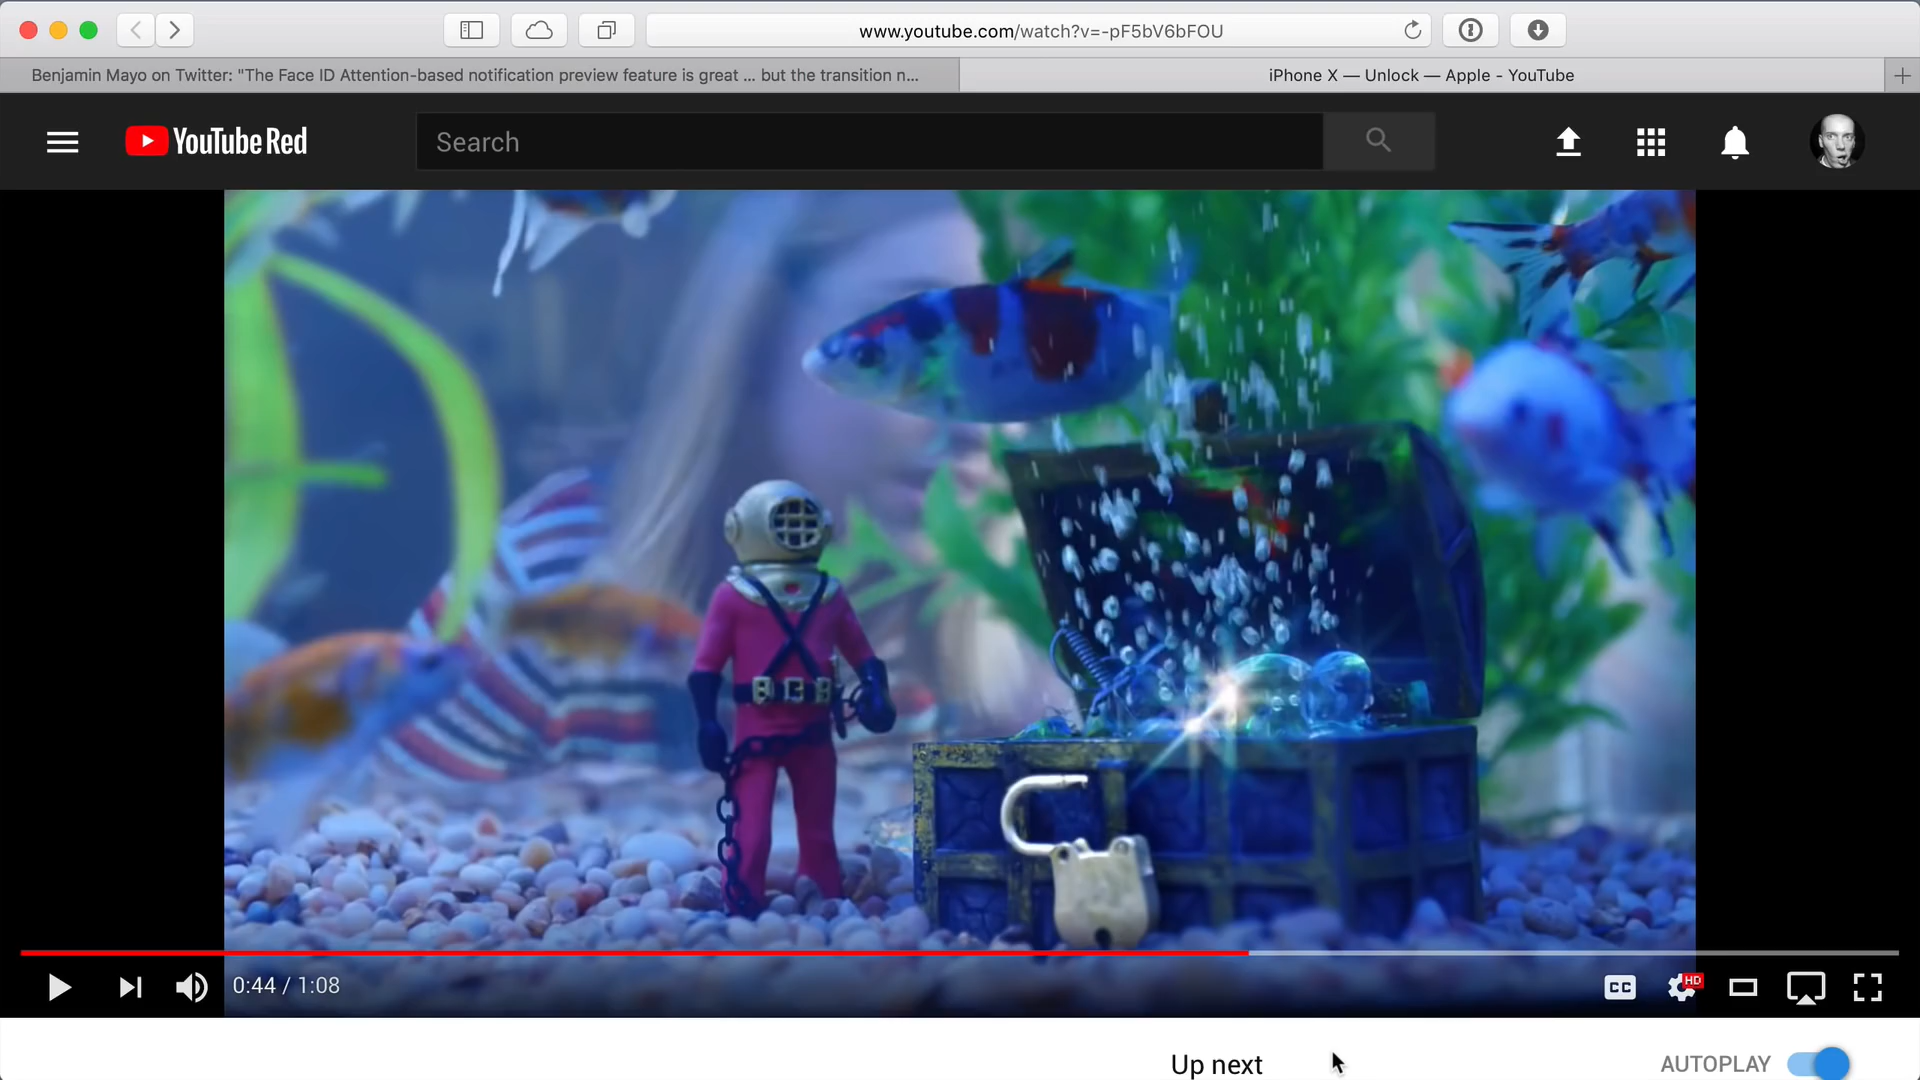 www.youtube.com/watch?v=-pF5bV6bFOU
Benjamin Mayo on Twitter: "The Face ID Attention-based notification preview feature is great ... but the transition n...
iPhone X — Unlock — Apple - YouTube
YouTube Red
Search
0:44 / 1:08
CC
HD
Up next
AUTOPLAY